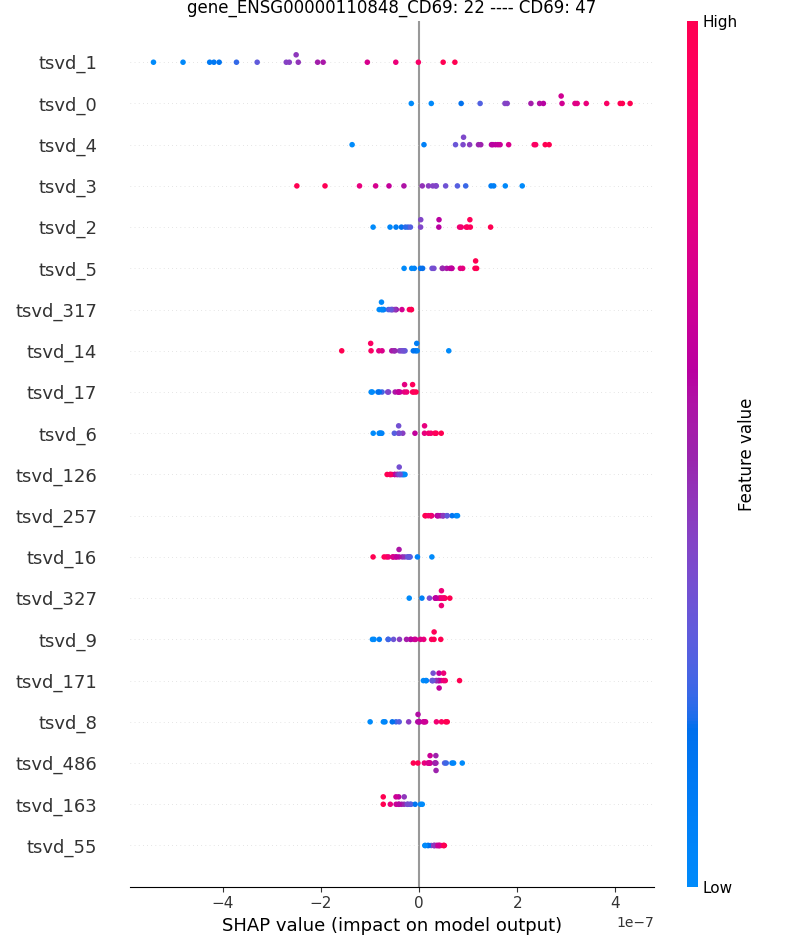 gene_ENSG00000110848_CD69: 22 ---- CD69: 47
High
tsvd_1
tsvd_0
tsvd_4
tsvd_3
tsvd_2
tsvd_5
tsvd_317
tsvd_14
tsvd_17
tsvd_6
tsvd_126
tsvd_257
tsvd_16
tsvd_327
tsvd_9
tsvd_171
tsvd_8
tsvd_486
tsvd_163
tsvd_55
Feature value
Low
−4 −2 0 2 4
1e−7
SHAP value (impact on model output)